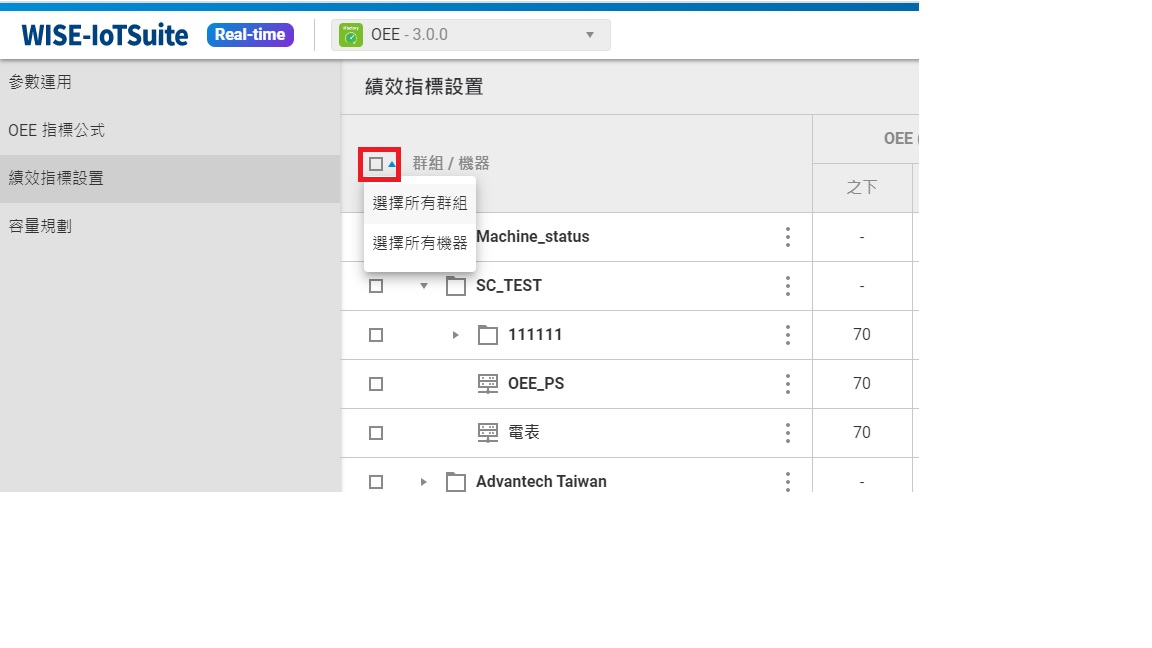 WISE-IoTSuite Real-time OEE - 3.0.0
參數運用
OEE 指標公式
績效指標設置
容量規劃
績效指標設置
群組 / 機器
OEE (
之下
選擇所有群組
選擇所有機器
Machine_status -
SC_TEST -
111111 70
OEE_PS 70
電表 70
Advantech Taiwan -